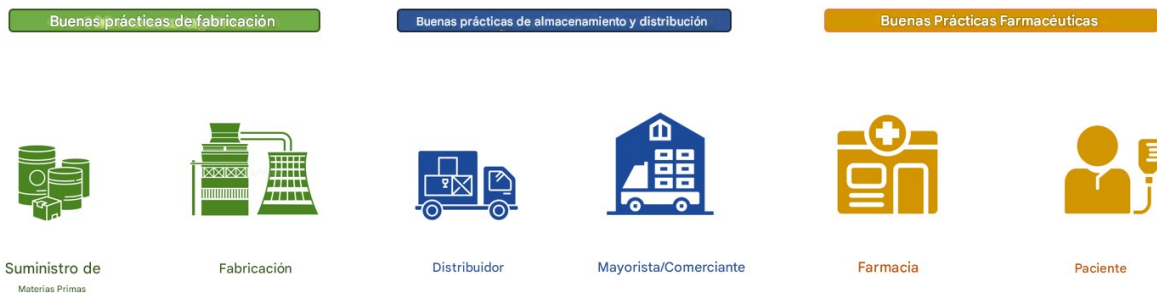 Buenas prácticas de fabricación
Buenas prácticas de almacenamiento y distribución
Buenas Prácticas Farmacéuticas
Suministro de
Materias Primas
Fabricación
Distribuidor
Mayorista/Comerciante
Farmacia
Paciente